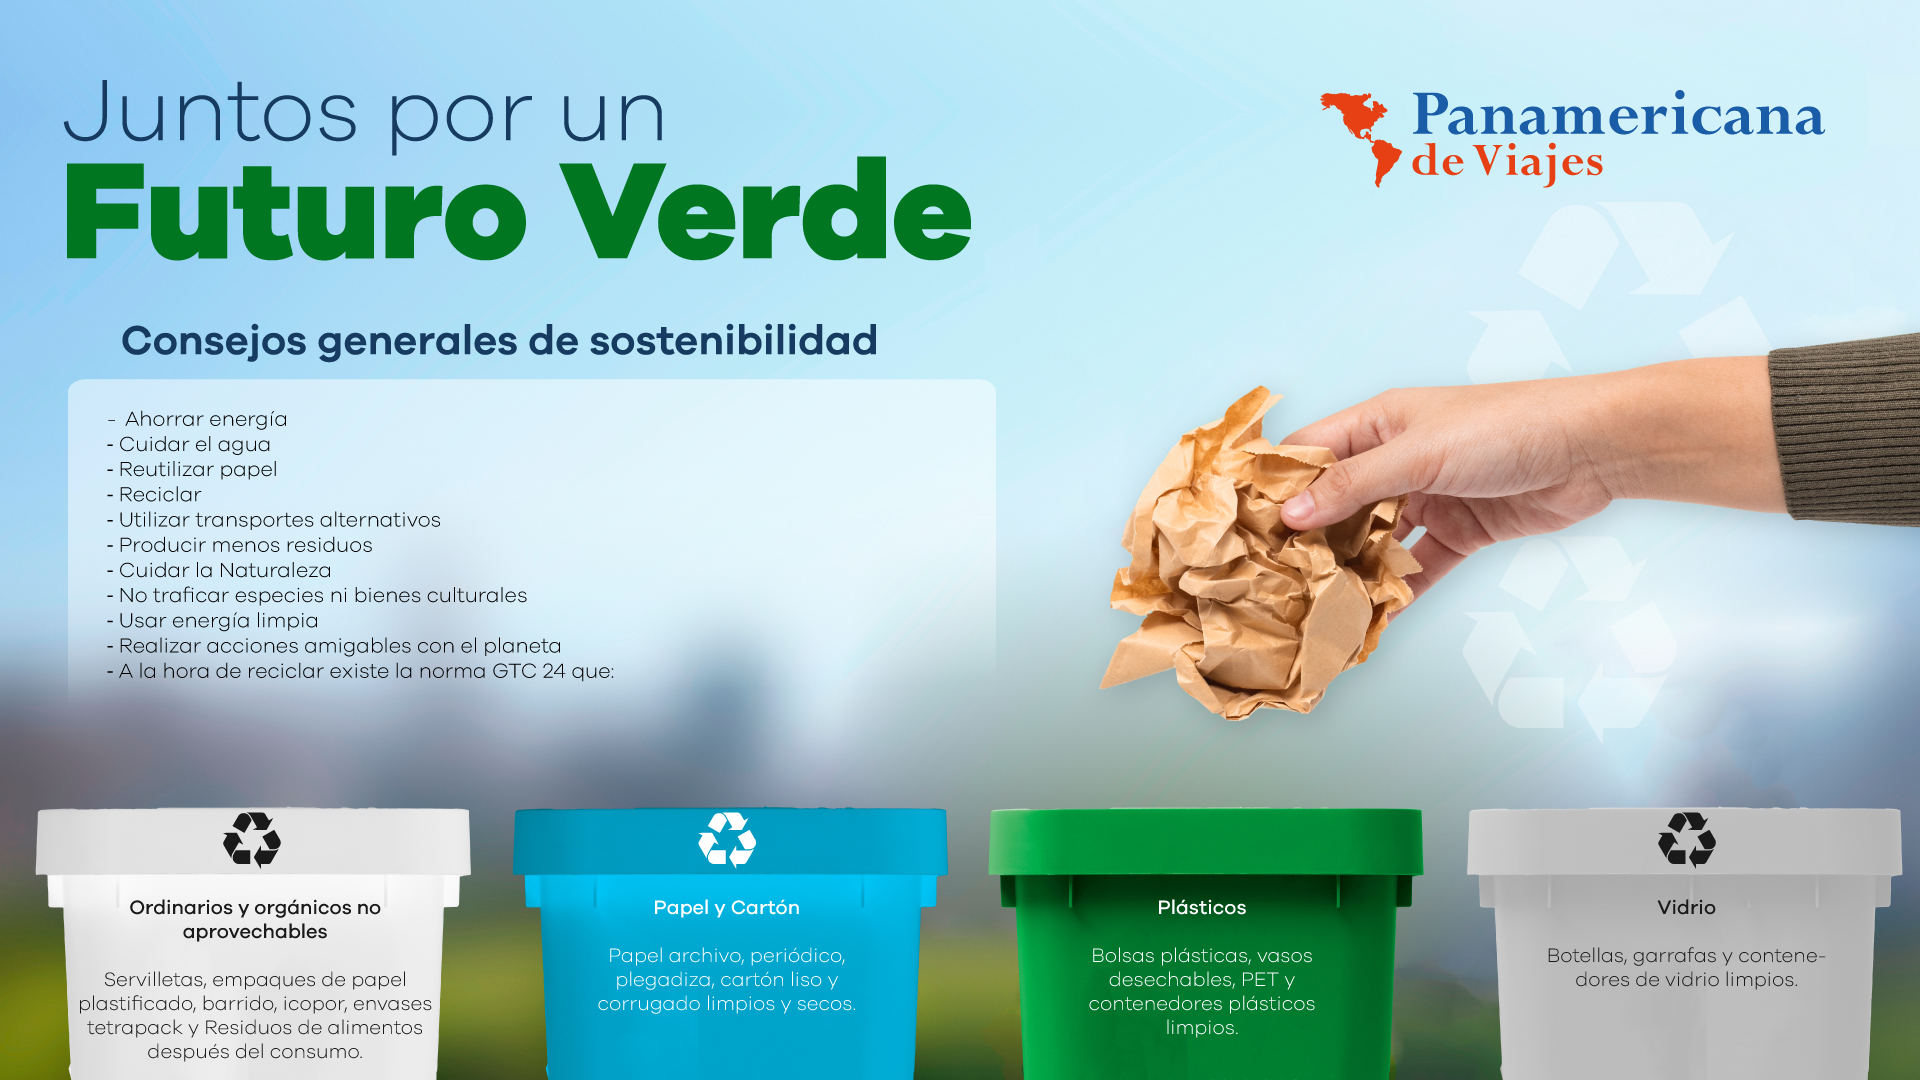 Juntos por un
Futuro Verde
Panamericana
de Viajes
Consejos generales de sostenibilidad
- Ahorrar energía
- Cuidar el agua
- Reutilizar papel
- Reciclar
- Utilizar transportes alternativos
- Producir menos residuos
- Cuidar la Naturaleza
- No traficar especies ni bienes culturales
- Usar energía limpia
- Realizar acciones amigables con el planeta
- A la hora de reciclar existe la norma GTC 24 que:
Ordinarios y orgánicos no
aprovechables
Servilletas, empaques de papel
plastificado, barrido, icopor, envases
tetrapack y Residuos de alimentos
después del consumo.
Papel y Cartón
Papel archivo, periódico,
plegadiza, cartón liso y
corrugado limpios y secos.
Plásticos
Bolsas plásticas, vasos
desechables, PET y
contenedores plásticos
limpios.
Vidrio
Botellas, garrafas y contene-
dores de vidrio limpios.